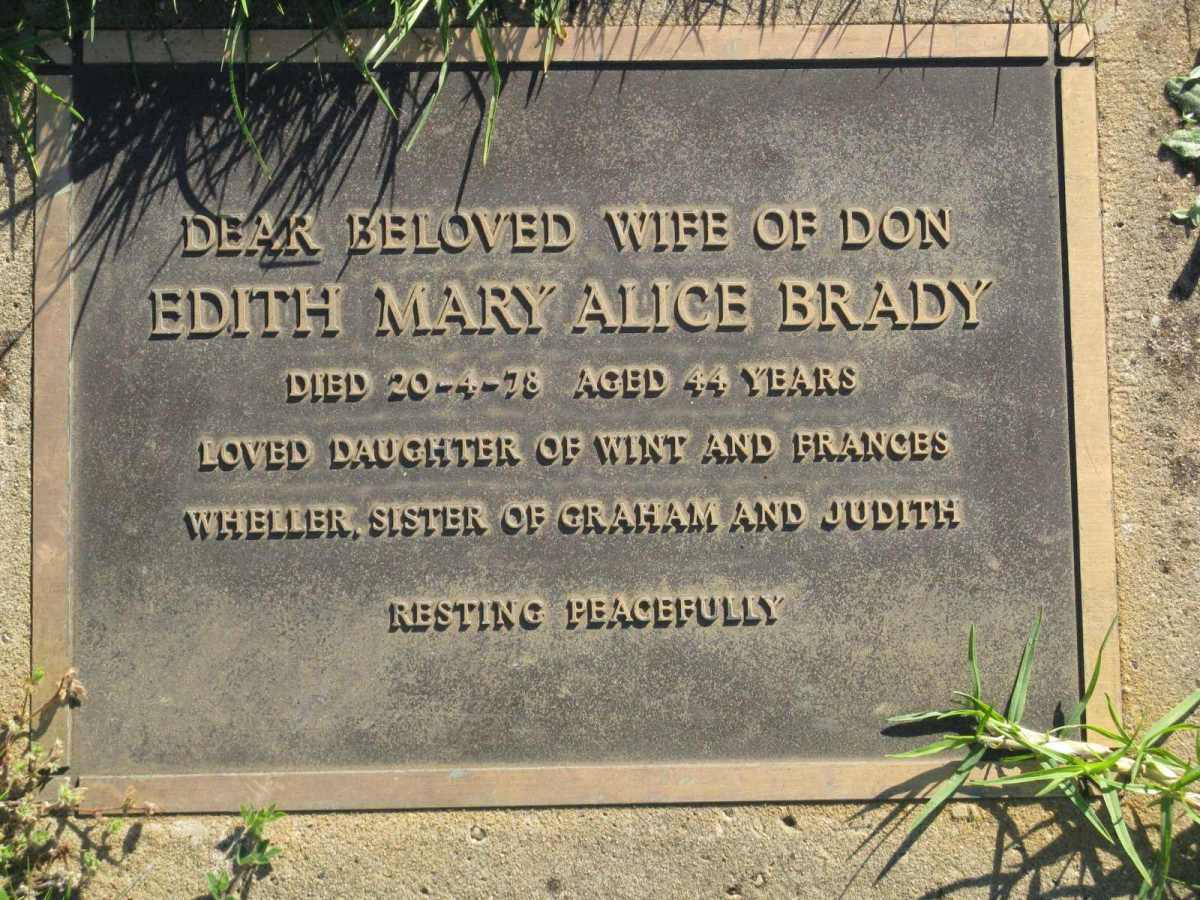 DEAR BELOVED WIFE OF DON
EDITH MARY ALICE BRADY
DIED 20-4-78 AGED 44 YEARS
LOVED DAUGHTER OF WINT AND FRANCES
WHELLER, SISTER OF GRAHAM AND JUDITH
RESTING PEACEFULLY